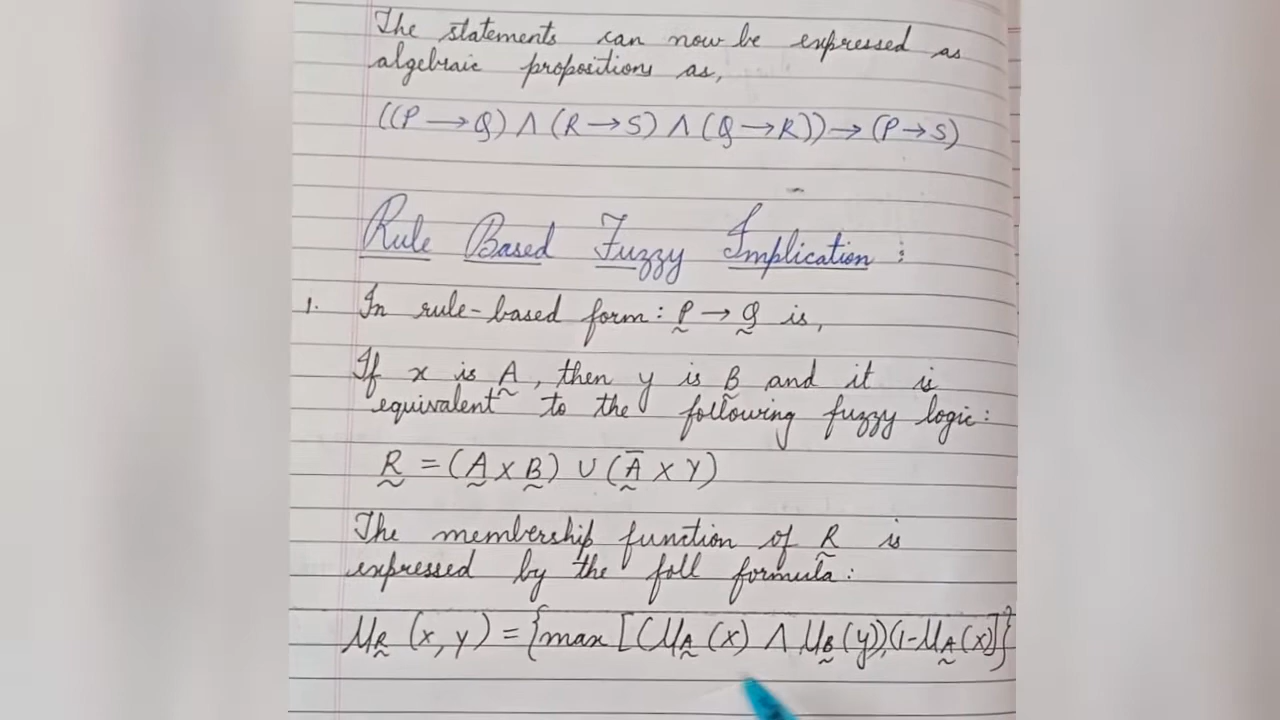 The statements can now be expressed as
algebraic propositions as,
((P → Q) ∧ (R → S) ∧ (Q → R)) → (P → S)
Rule Based Fuzzy Implication :
1. In rule-based form: P̰ → Q̰ is,
If x is A̰, then y is B̰ and it is
equivalent to the following fuzzy logic:
R̰ = (A̰ X B̰) ∪ (Ā̰ X Y)
The membership function of R̰ is
expressed by the foll formula:
μR̰ (x, y) = {max [(μA̰ (x) ∧ μB̰ (y)), (1-μA̰ (x)]}